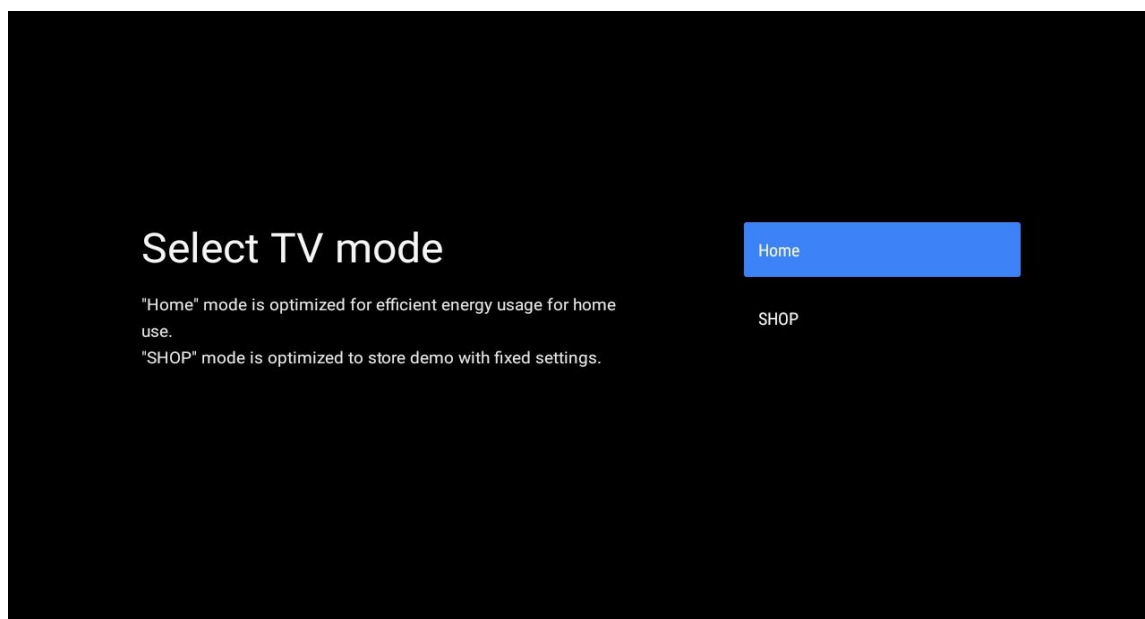 Select TV mode
"Home" mode is optimized for efficient energy usage for home
use.
"SHOP" mode is optimized to store demo with fixed settings.
Home
SHOP